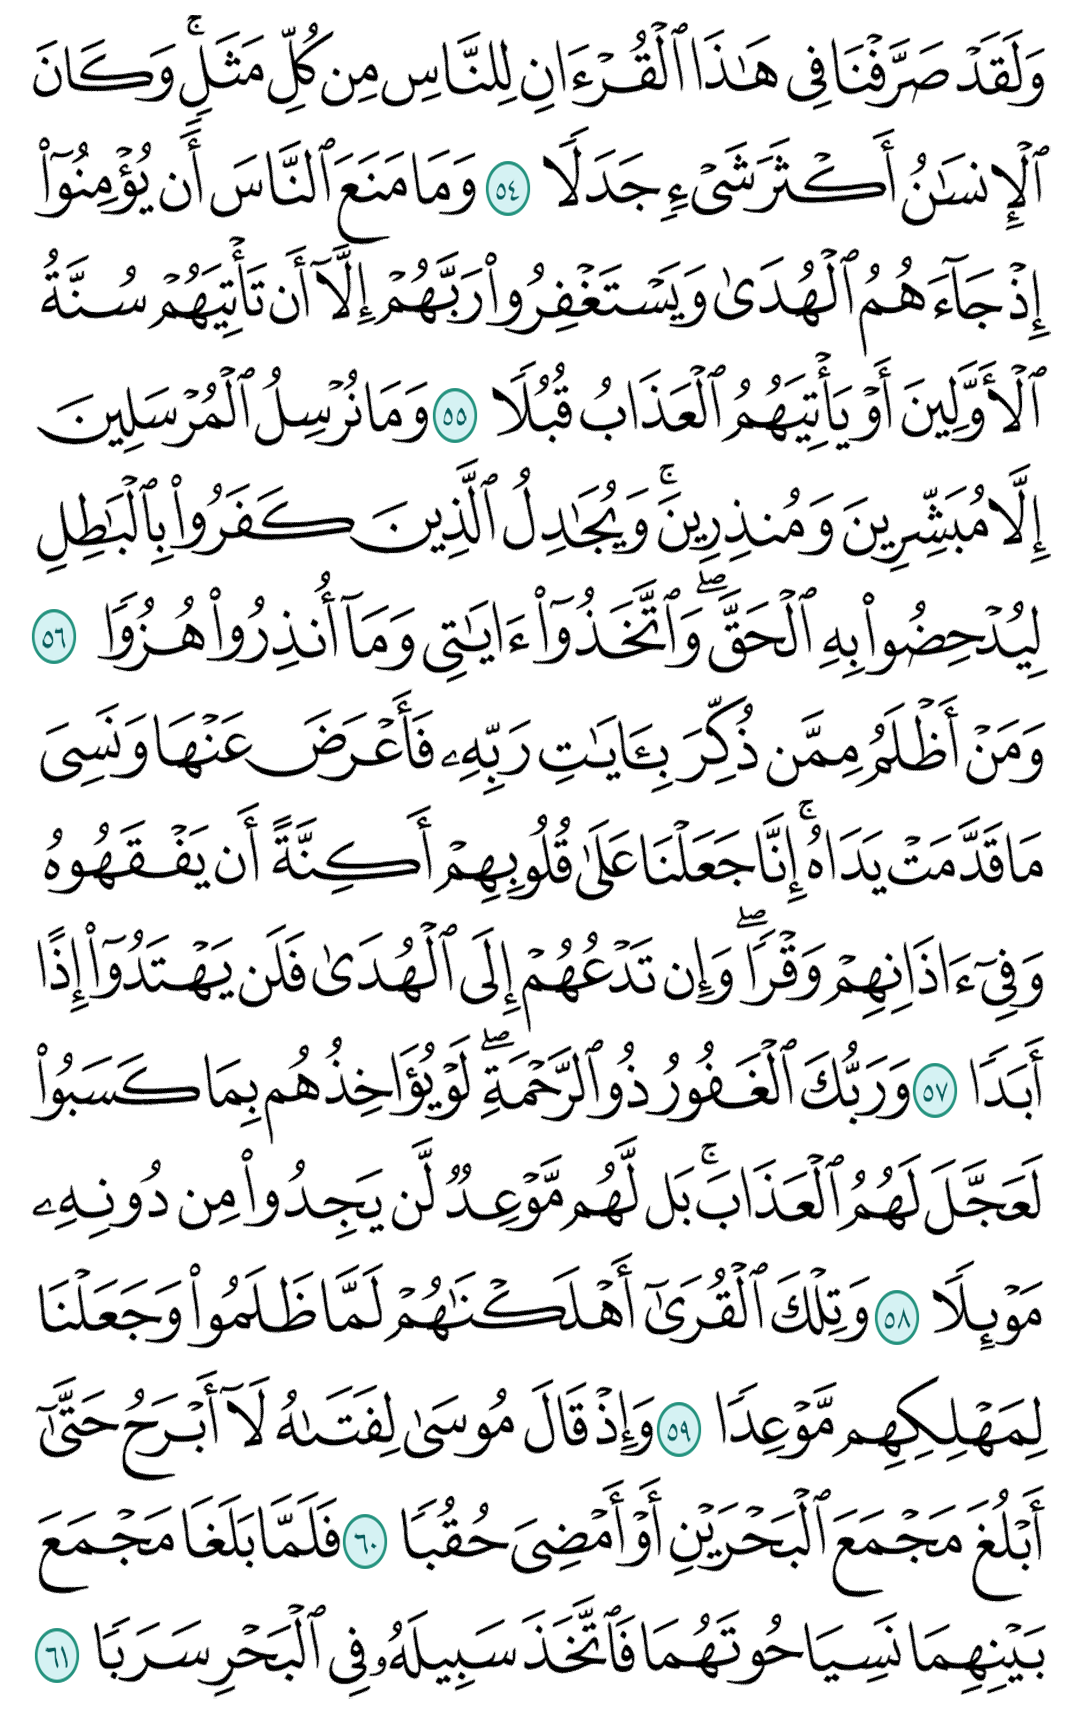 وَلَقَدْ صَرَّفْنَا فِي هَٰذَا ٱلْقُرْءَانِ لِلنَّاسِ مِن كُلِّ مَثَلٍۚ وَكَانَ
ٱلْإِنسَٰنُ أَكْثَرَ شَيْءٍ جَدَلًا ٥٤ وَمَا مَنَعَ ٱلنَّاسَ أَن يُؤْمِنُوٓا۟
إِذْ جَآءَهُمُ ٱلْهُدَىٰ وَيَسْتَغْفِرُوا۟ رَبَّهُمْ إِلَّآ أَن تَأْتِيَهُمْ سُنَّةُ
ٱلْأَوَّلِينَ أَوْ يَأْتِيَهُمُ ٱلْعَذَابُ قُبُلًا ٥٥ وَمَا نُرْسِلُ ٱلْمُرْسَلِينَ
إِلَّا مُبَشِّرِينَ وَمُنذِرِينَۚ وَيُجَٰدِلُ ٱلَّذِينَ كَفَرُوا۟ بِٱلْبَٰطِلِ
لِيُدْحِضُوا۟ بِهِ ٱلْحَقَّۖ وَٱتَّخَذُوٓا۟ ءَايَٰتِي وَمَآ أُنذِرُوا۟ هُزُوًا ٥٦
وَمَنْ أَظْلَمُ مِمَّن ذُكِّرَ بِـَٔايَٰتِ رَبِّهِۦ فَأَعْرَضَ عَنْهَا وَنَسِيَ
مَا قَدَّمَتْ يَدَاهُۚ إِنَّا جَعَلْنَا عَلَىٰ قُلُوبِهِمْ أَكِنَّةً أَن يَفْقَهُوهُ
وَفِيٓ ءَاذَانِهِمْ وَقْرًاۖ وَإِن تَدْعُهُمْ إِلَى ٱلْهُدَىٰ فَلَن يَهْتَدُوٓا۟ إِذًا
أَبَدًا ٥٧ وَرَبُّكَ ٱلْغَفُورُ ذُو ٱلرَّحْمَةِۖ لَوْ يُؤَاخِذُهُم بِمَا كَسَبُوا۟
لَعَجَّلَ لَهُمُ ٱلْعَذَابَۚ بَل لَّهُم مَّوْعِدٌ لَّن يَجِدُوا۟ مِن دُونِهِۦ
مَوْئِلًا ٥٨ وَتِلْكَ ٱلْقُرَىٰٓ أَهْلَكْنَٰهُمْ لَمَّا ظَلَمُوا۟ وَجَعَلْنَا
لِمَهْلِكِهِم مَّوْعِدًا ٥٩ وَإِذْ قَالَ مُوسَىٰ لِفَتَىٰهُ لَآ أَبْرَحُ حَتَّىٰٓ
أَبْلُغَ مَجْمَعَ ٱلْبَحْرَيْنِ أَوْ أَمْضِيَ حُقُبًا ٦٠ فَلَمَّا بَلَغَا مَجْمَعَ
بَيْنِهِمَا نَسِيَا حُوتَهُمَا فَٱتَّخَذَ سَبِيلَهُۥ فِي ٱلْبَحْرِ سَرَبًا ٦١